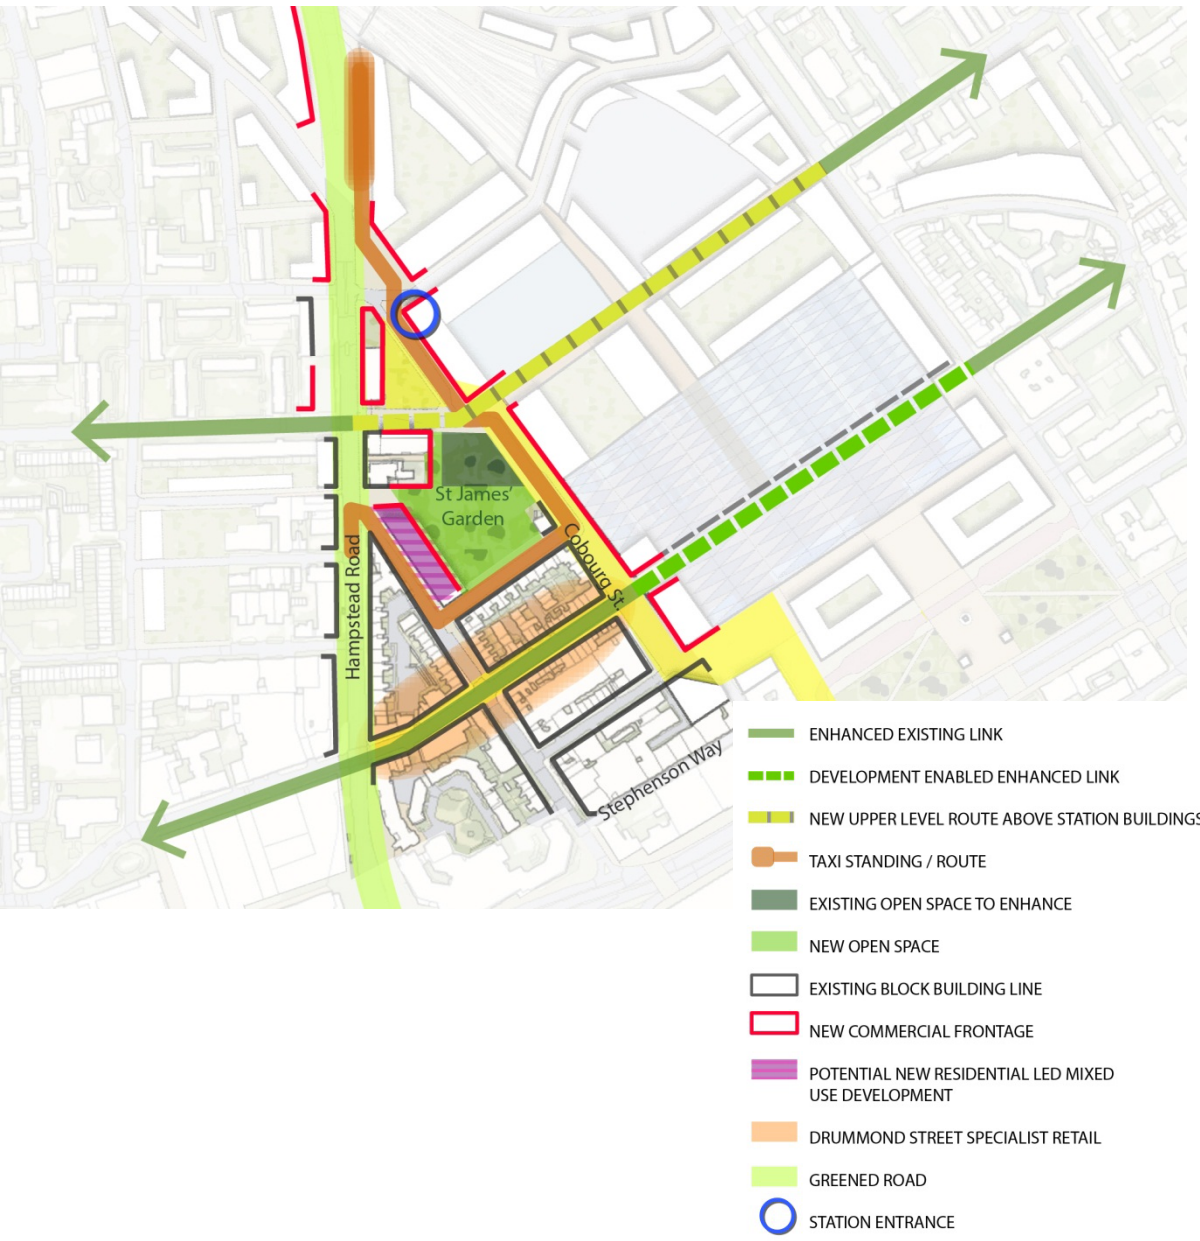 St James'
Garden
Cobourg St.
Hampstead Road
Stephenson Way
ENHANCED EXISTING LINK
DEVELOPMENT ENABLED ENHANCED LINK
NEW UPPER LEVEL ROUTE ABOVE STATION BUILDINGS
TAXI STANDING / ROUTE
EXISTING OPEN SPACE TO ENHANCE
NEW OPEN SPACE
EXISTING BLOCK BUILDING LINE
NEW COMMERCIAL FRONTAGE
POTENTIAL NEW RESIDENTIAL LED MIXED
USE DEVELOPMENT
DRUMMOND STREET SPECIALIST RETAIL
GREENED ROAD
STATION ENTRANCE